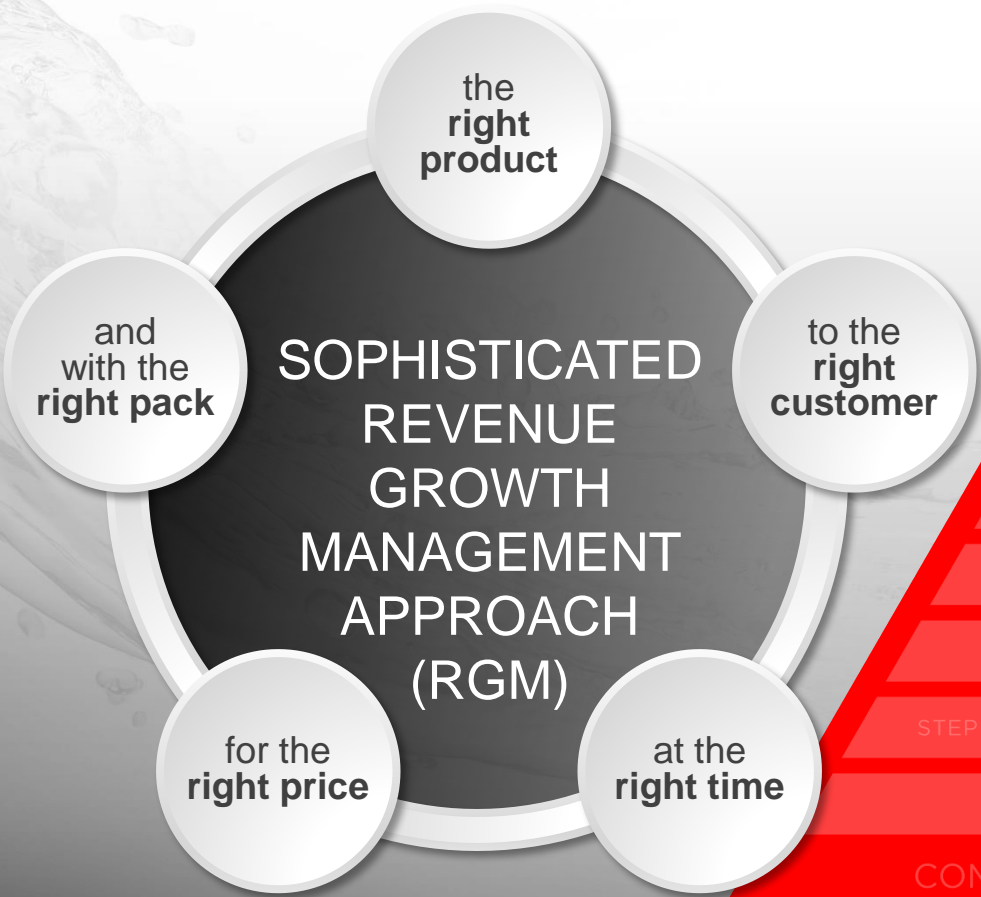 the
right
product
to the
right
customer
at the
right time
for the
right price
and
with the
right pack
SOPHISTICATED
REVENUE
GROWTH
MANAGEMENT
APPROACH
(RGM)
STEP